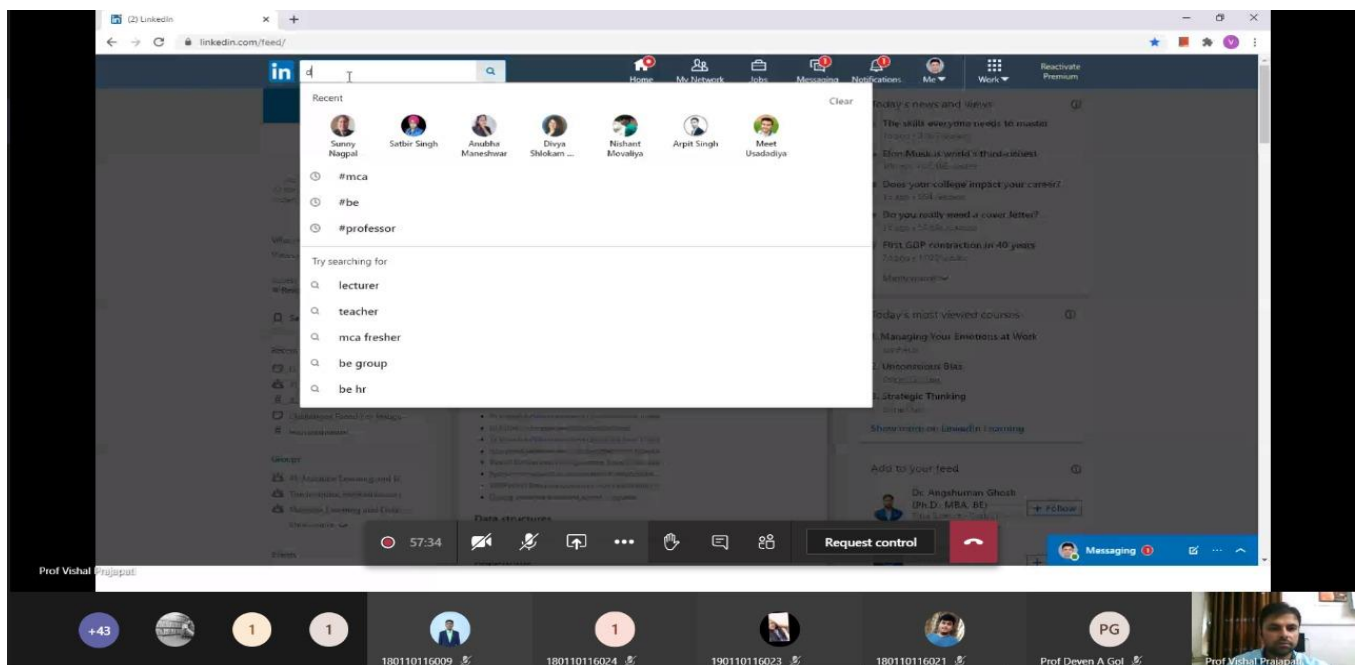 (2) LinkedIn
linkedin.com/feed/
V
in
d
Home
My Network
Jobs
Messaging
Notifications
Me
Work
Reactivate
Premium
Recent
Clear
Sunny
Nagpal
Satbir Singh
Anubha
Maneshwar
Divya
Shlokam ...
Nishant
Movaliya
Arpit Singh
Meet
Usadadiya
#mca
#be
#professor
Try searching for
lecturer
teacher
mca fresher
be group
be hr
Today's news and views
The skills everyone needs to master
Elon Musk is world's third-richest
Does your college impact your career?
Do you really need a cover letter?
First GDP contraction in 40 years
Today's most viewed courses
1. Managing Your Emotions at Work
2. Unconscious Bias
3. Strategic Thinking
Show more on LinkedIn Learning
Groups
Data structures
Add to your feed
Dr. Angshuman Ghosh
(Ph.D., MBA, BE)
+ Follow
57:34
Request control
Messaging
Prof Vishal Prajapati
+43
1
1
1
PG
180110116009
180110116024
190110116023
180110116021
Prof Deven A Gol
Prof Vishal Prajapati